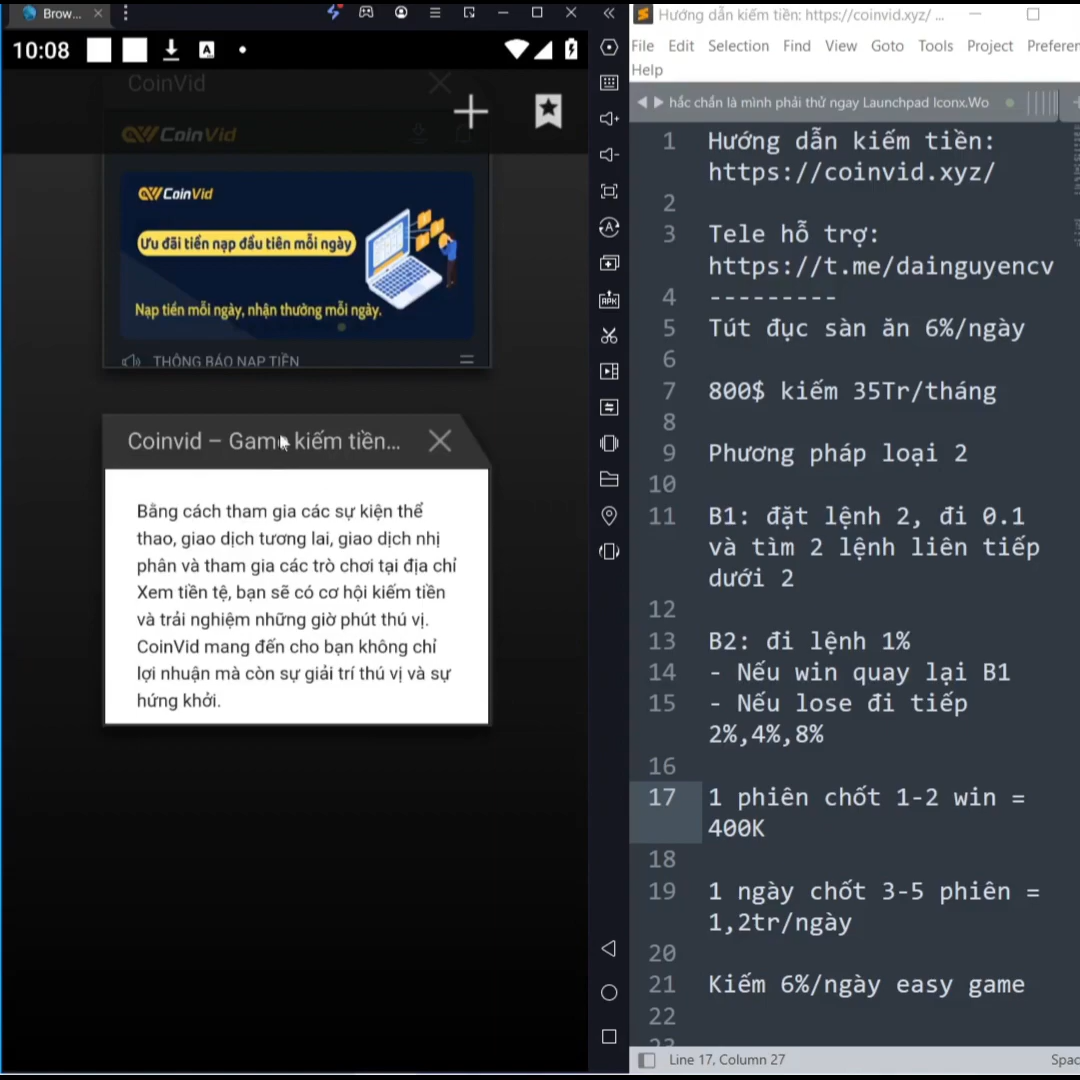 Brow...
10:08
CoinVid
CoinVid
CoinVid
Ưu đãi tiền nạp đầu tiên mỗi ngày
Nạp tiền mỗi ngày, nhận thưởng mỗi ngày.
THÔNG BÁO NẠP TIỀN
Coinvid – Game kiếm tiền...
Bằng cách tham gia các sự kiện thể
thao, giao dịch tương lai, giao dịch nhị
phân và tham gia các trò chơi tại địa chỉ
Xem tiền tệ, bạn sẽ có cơ hội kiếm tiền
và trải nghiệm những giờ phút thú vị.
CoinVid mang đến cho bạn không chỉ
lợi nhuận mà còn sự giải trí thú vị và sự
hứng khởi.
APK
Hướng dẫn kiếm tiền: https://coinvid.xyz/ ...
File Edit Selection Find View Goto Tools Project Preferen
Help
hắc chắn là mình phải thử ngay Launchpad Iconx.Wo
1 Hướng dẫn kiếm tiền:
https://coinvid.xyz/
2
3 Tele hỗ trợ:
https://t.me/dainguyencv
4 ---------
5 Tút đục sàn ăn 6%/ngày
6
7 800$ kiếm 35Tr/tháng
8
9 Phương pháp loại 2
10
11 B1: đặt lệnh 2, đi 0.1
và tìm 2 lệnh liên tiếp
dưới 2
12
13 B2: đi lệnh 1%
14 - Nếu win quay lại B1
15 - Nếu lose đi tiếp
2%,4%,8%
16
17 1 phiên chốt 1-2 win =
400K
18
19 1 ngày chốt 3-5 phiên =
1,2tr/ngày
20
21 Kiếm 6%/ngày easy game
22
23
Line 17, Column 27
Spac